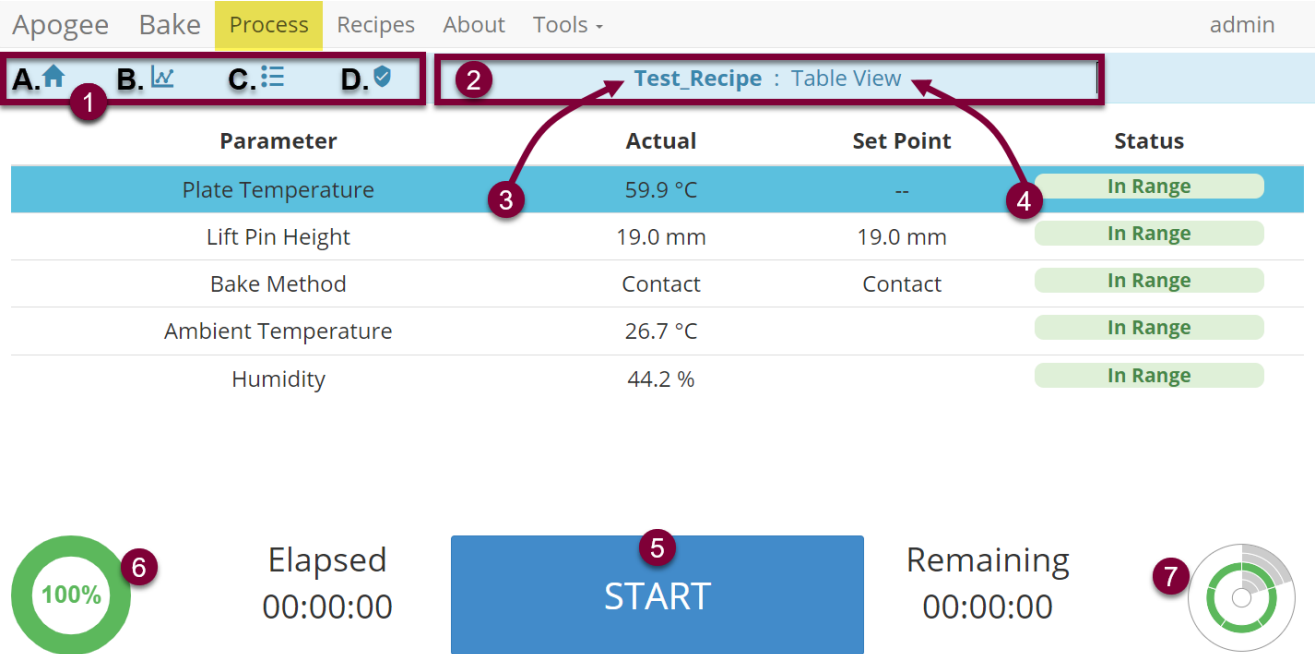 Apogee Bake Process Recipes About Tools admin
A. B. C. D. 2 Test_Recipe : Table View
1
Parameter Actual Set Point Status
Plate Temperature 3 59.9 °C -- 4 In Range
Lift Pin Height 19.0 mm 19.0 mm In Range
Bake Method Contact Contact In Range
Ambient Temperature 26.7 °C In Range
Humidity 44.2 % In Range
100% 6 Elapsed 5 Remaining 7
00:00:00 START 00:00:00